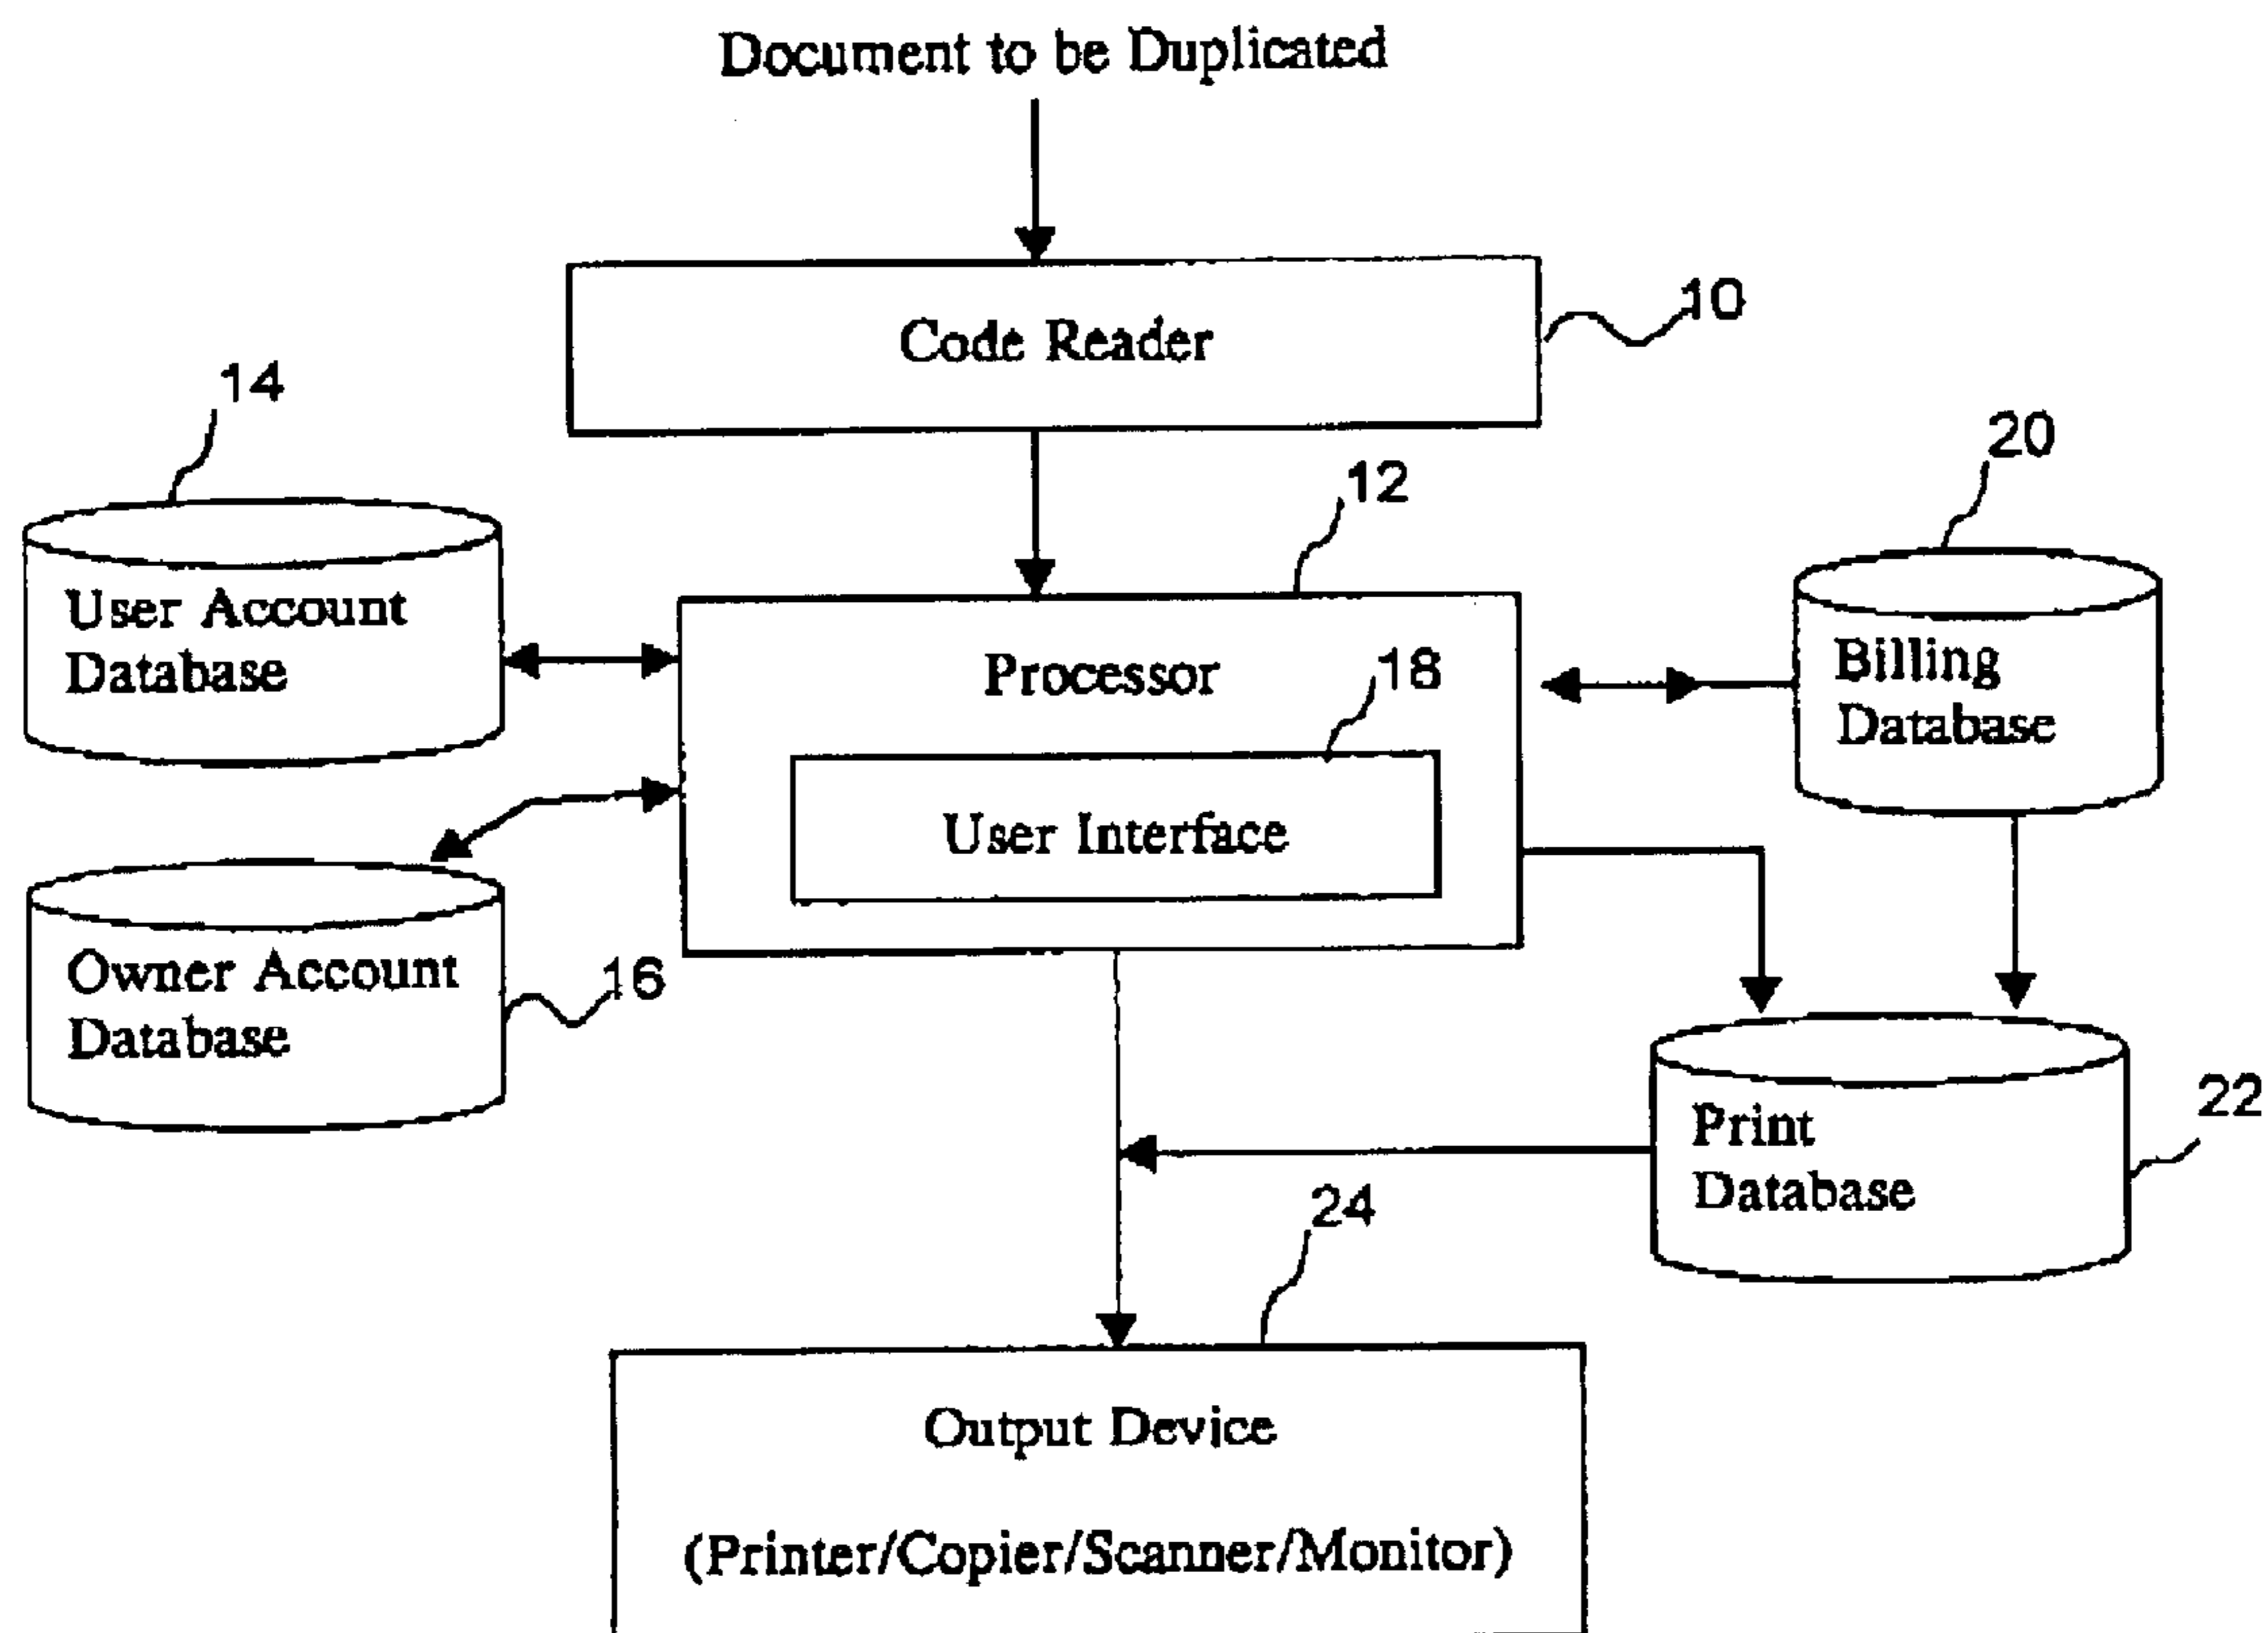 Document to be Duplicated
Code Reader
10
14
12
20
User Account
Database
Processor
18
Billing
Database
User Interface
Owner Account
Database
16
Print
Database
22
24
Output Device
(Printer/Copier/Scanner/Monitor)